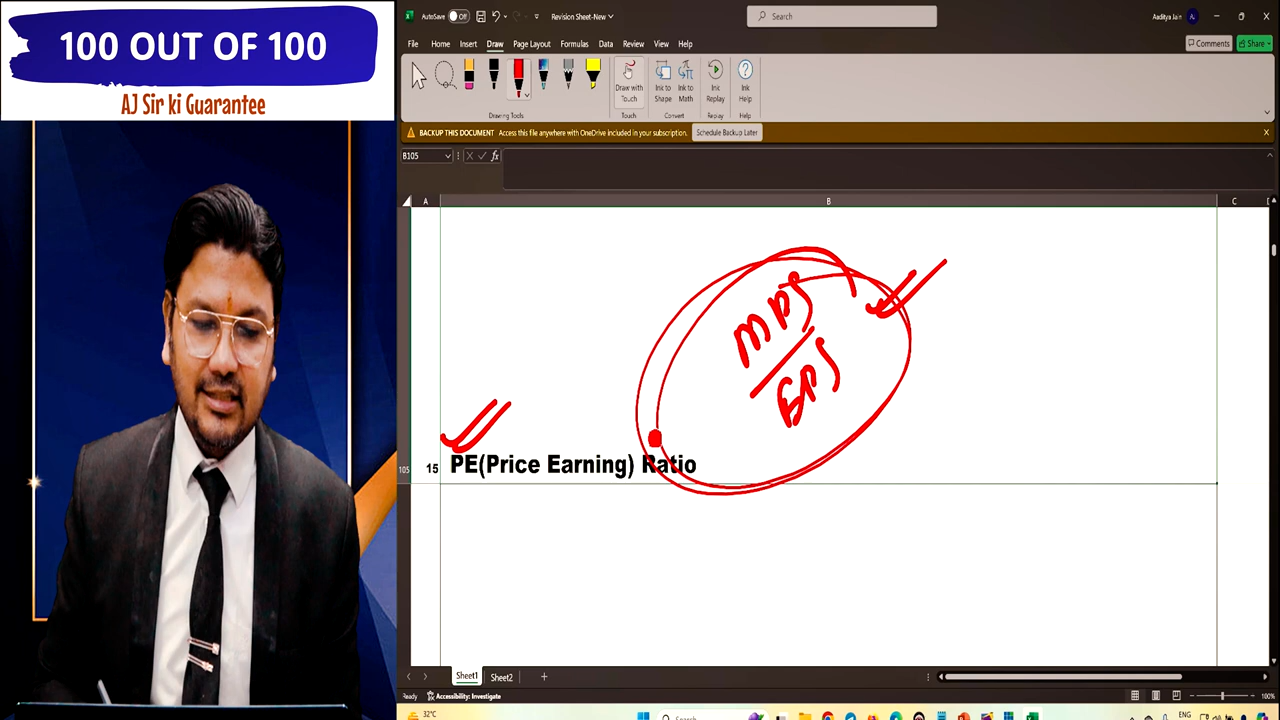 100 OUT OF 100
AJ Sir ki Guarantee
AutoSave Off
Revision Sheet-New
Search
Aaditya Jain AJ
File Home Insert Draw Page Layout Formulas Data Review View Help
Comments Share
Draw with Touch
Ink to Shape
Ink to Math
Ink Replay
Ink Help
Drawing Tools Touch Convert Replay Help
BACKUP THIS DOCUMENT Access this file anywhere with OneDrive included in your subscription. Schedule Backup Later
B105 fx
A B C
MPS
EPS
105 15 PE(Price Earning) Ratio
Sheet1 Sheet2
Ready Accessibility: Investigate 100%
32°C Search ENG